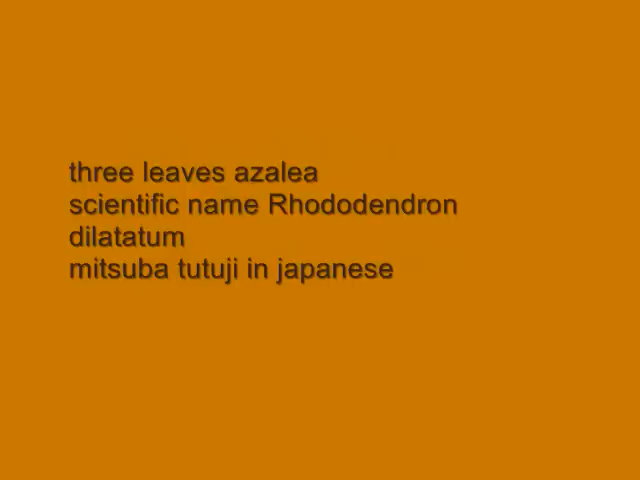 three leaves azalea
scientific name Rhododendron
dilatatum
mitsuba tutuji in japanese